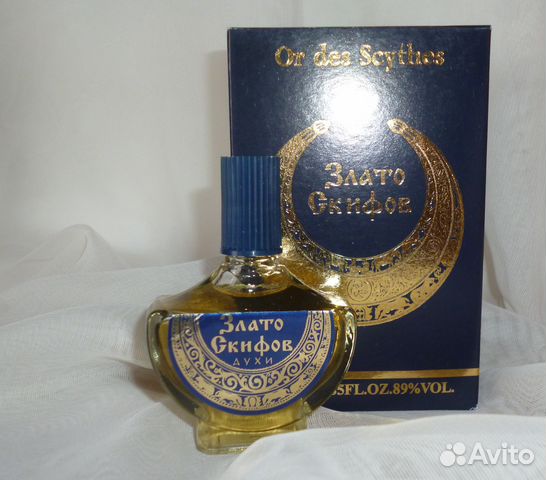 Or des Scythes
Злато
Скифов
Злато
Скифов
ДУХИ
5FL.OZ.89%VOL.
Avito